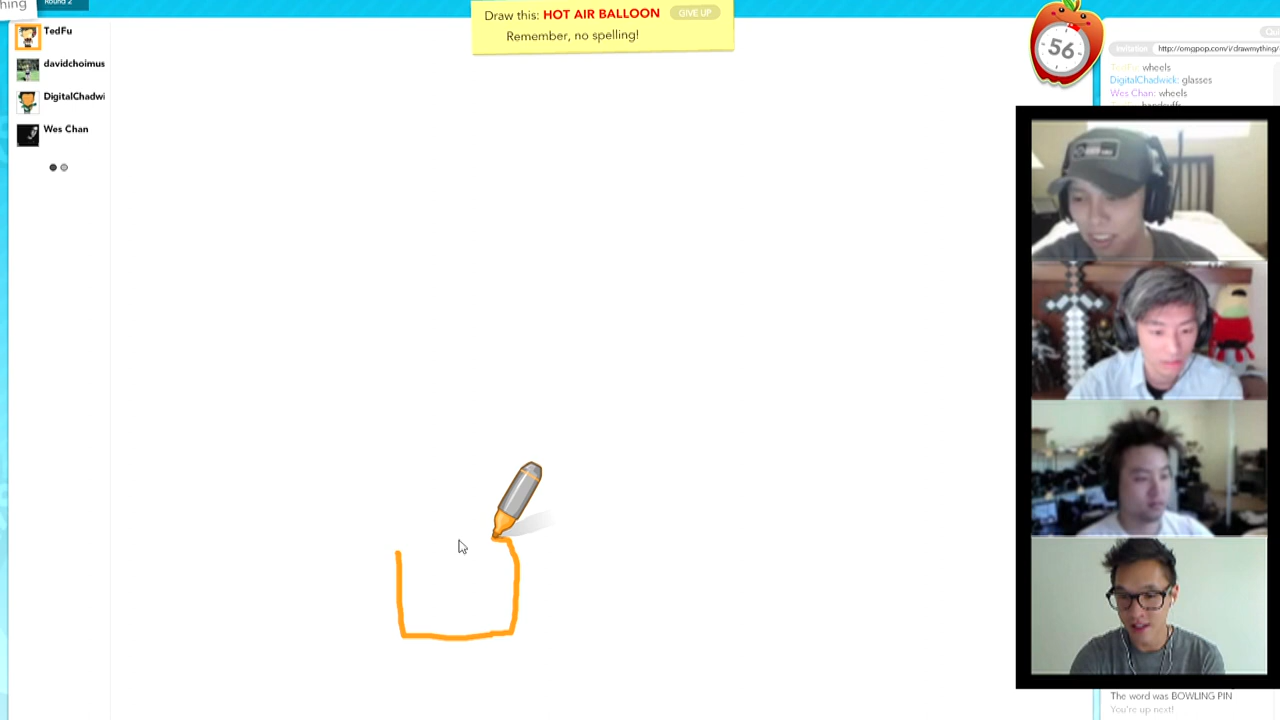 hing
Round 2
Draw this: HOT AIR BALLOON
GIVE UP
Remember, no spelling!
TedFu
davidchoimus
DigitalChadwi
Wes Chan
56
Invitation
http://omgpop.com/i/drawmything/
TedFu: wheels
DigitalChadwick: glasses
Wes Chan: wheels
The word was BOWLING PIN
You're up next!